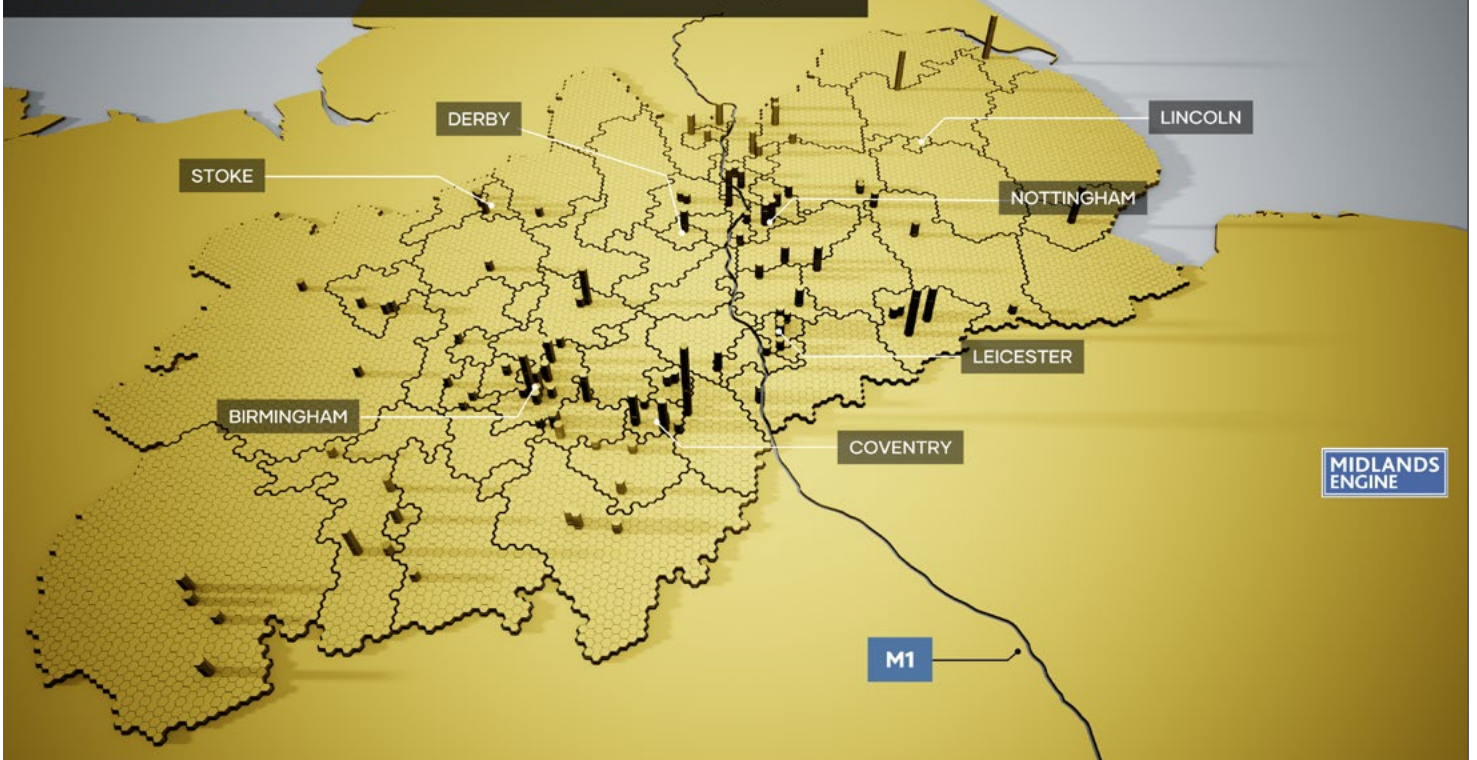 DERBY
LINCOLN
STOKE
NOTTINGHAM
LEICESTER
BIRMINGHAM
COVENTRY
MIDLANDS
ENGINE
M1